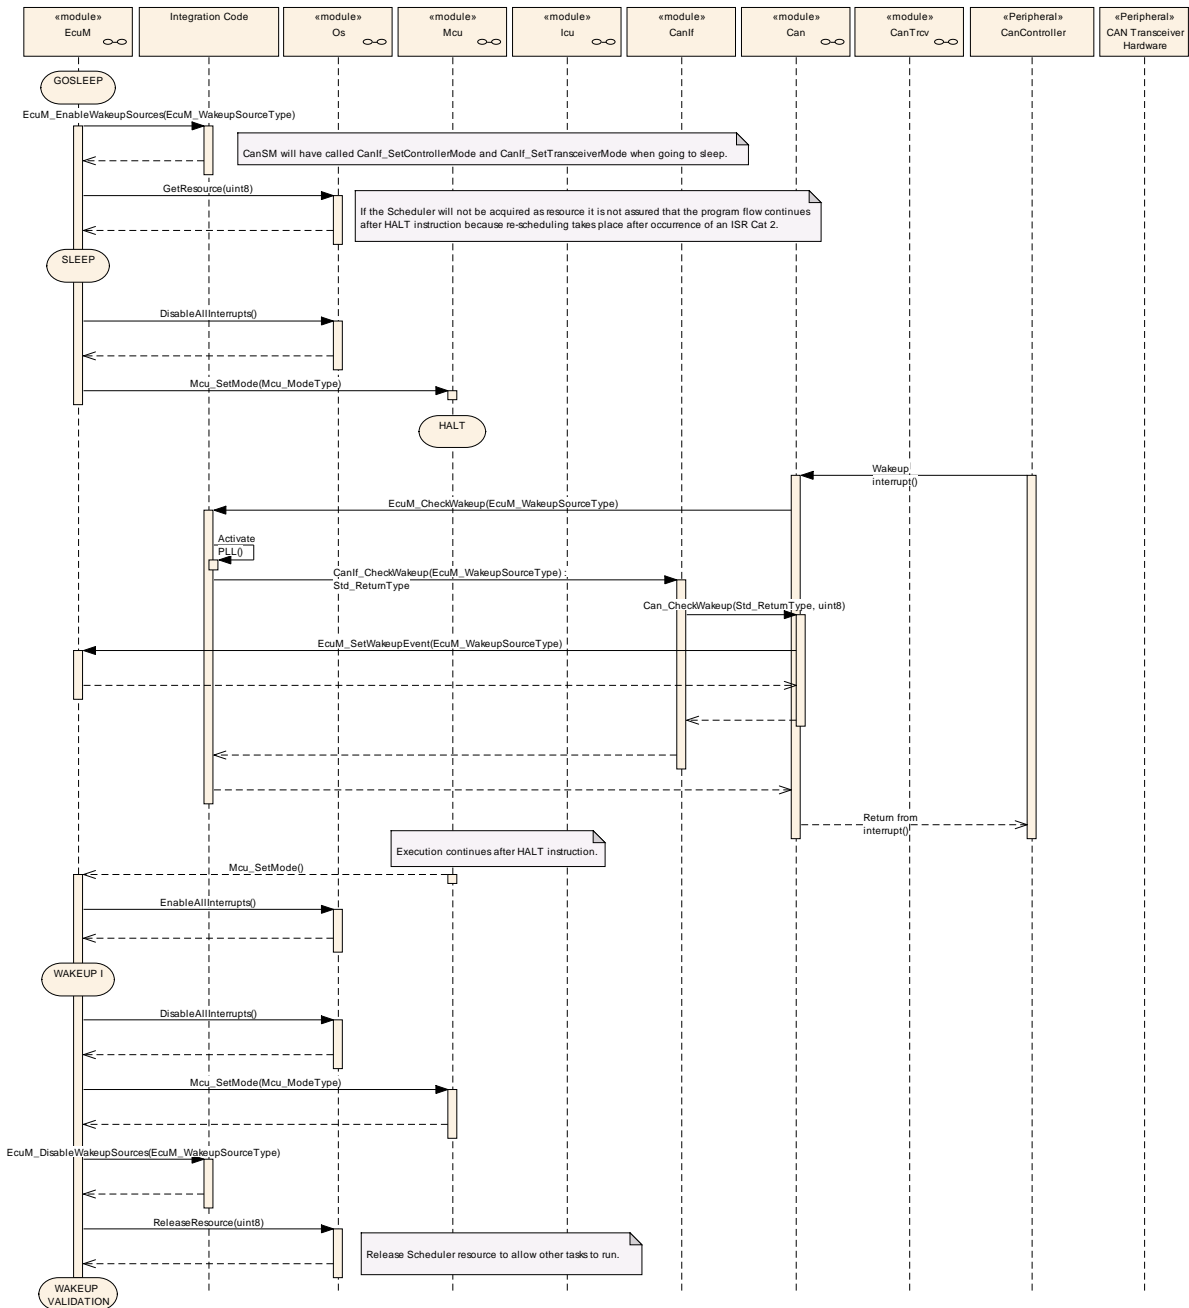 «module»
EcuM
Integration Code
«module»
Os
«module»
Mcu
«module»
Icu
«module»
CanIf
«module»
Can
«module»
CanTrcv
«Peripheral»
CanController
«Peripheral»
CAN Transceiver
Hardware
GOSLEEP
EcuM_EnableWakeupSources(EcuM_WakeupSourceType)
CanSM will have called CanIf_SetControllerMode and CanIf_SetTransceiverMode when going to sleep.
GetResource(uint8)
If the Scheduler will not be acquired as resource it is not assured that the program flow continues
after HALT instruction because re-scheduling takes place after occurrence of an ISR Cat 2.
SLEEP
DisableAllInterrupts()
Mcu_SetMode(Mcu_ModeType)
HALT
Wakeup
interrupt()
EcuM_CheckWakeup(EcuM_WakeupSourceType)
Activate
PLL()
CanIf_CheckWakeup(EcuM_WakeupSourceType) :
Std_ReturnType
Can_CheckWakeup(Std_ReturnType, uint8)
EcuM_SetWakeupEvent(EcuM_WakeupSourceType)
Return from
interrupt()
Execution continues after HALT instruction.
Mcu_SetMode()
EnableAllInterrupts()
WAKEUP I
DisableAllInterrupts()
Mcu_SetMode(Mcu_ModeType)
EcuM_DisableWakeupSources(EcuM_WakeupSourceType)
ReleaseResource(uint8)
Release Scheduler resource to allow other tasks to run.
WAKEUP
VALIDATION